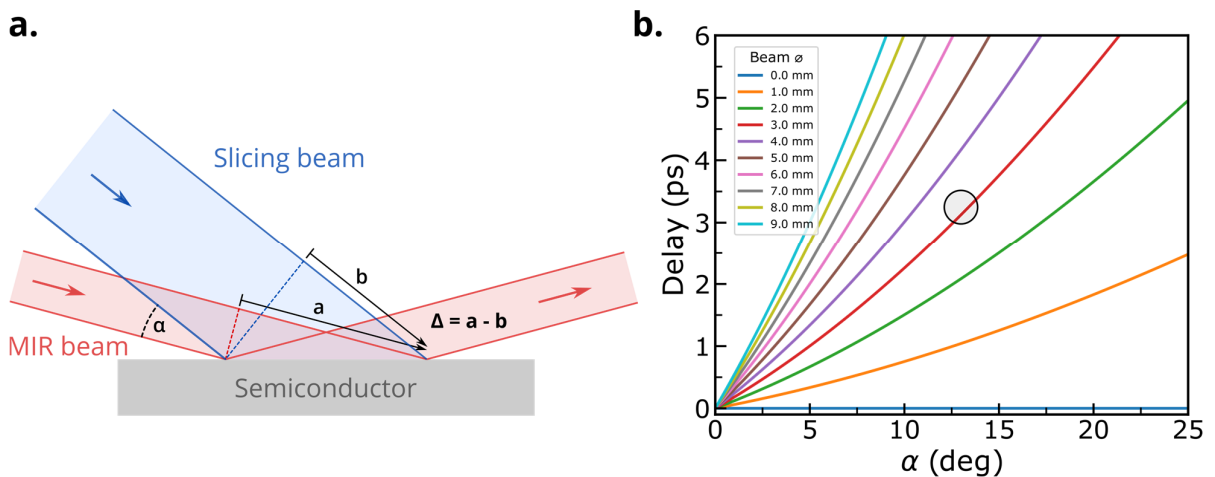 a.
Slicing beam
b
a
Δ = a - b
α
MIR beam
Semiconductor
b.
Delay (ps)
6
5
4
3
2
1
0
Beam ⌀
0.0 mm
1.0 mm
2.0 mm
3.0 mm
4.0 mm
5.0 mm
6.0 mm
7.0 mm
8.0 mm
9.0 mm
0 5 10 15 20 25
α (deg)